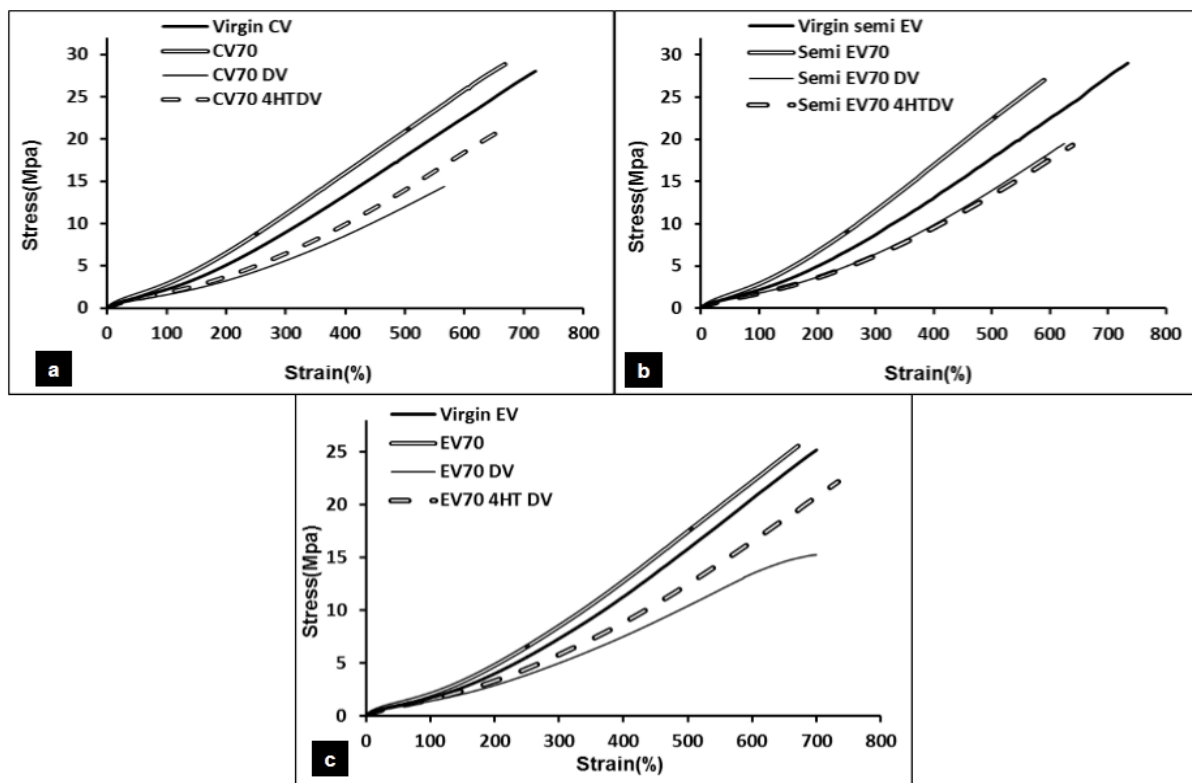 Virgin CV
CV70
CV70 DV
CV70 4HTDV
Stress(Mpa)
30
25
20
15
10
5
0
0 100 200 300 400 500 600 700 800
Strain(%)
a
Virgin semi EV
Semi EV70
Semi EV70 DV
Semi EV70 4HTDV
Stress(Mpa)
30
25
20
15
10
5
0
0 100 200 300 400 500 600 700 800
Strain(%)
b
Virgin EV
EV70
EV70 DV
EV70 4HT DV
Stress(Mpa)
25
20
15
10
5
0
0 100 200 300 400 500 600 700 800
Strain(%)
c